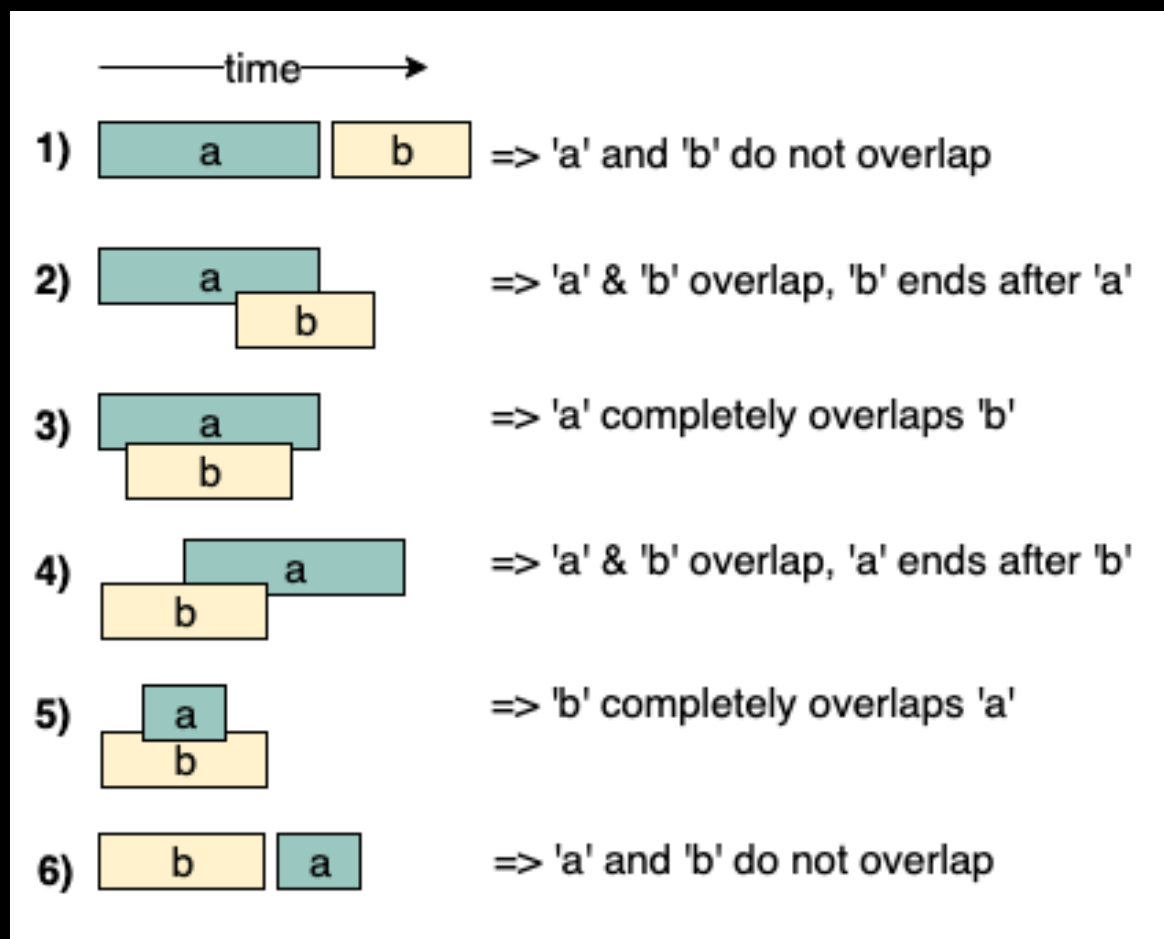 time
1) a b => 'a' and 'b' do not overlap
2) a => 'a' & 'b' overlap, 'b' ends after 'a'
b
3) a => 'a' completely overlaps 'b'
b
4) a => 'a' & 'b' overlap, 'a' ends after 'b'
b
5) a => 'b' completely overlaps 'a'
b
6) b a => 'a' and 'b' do not overlap